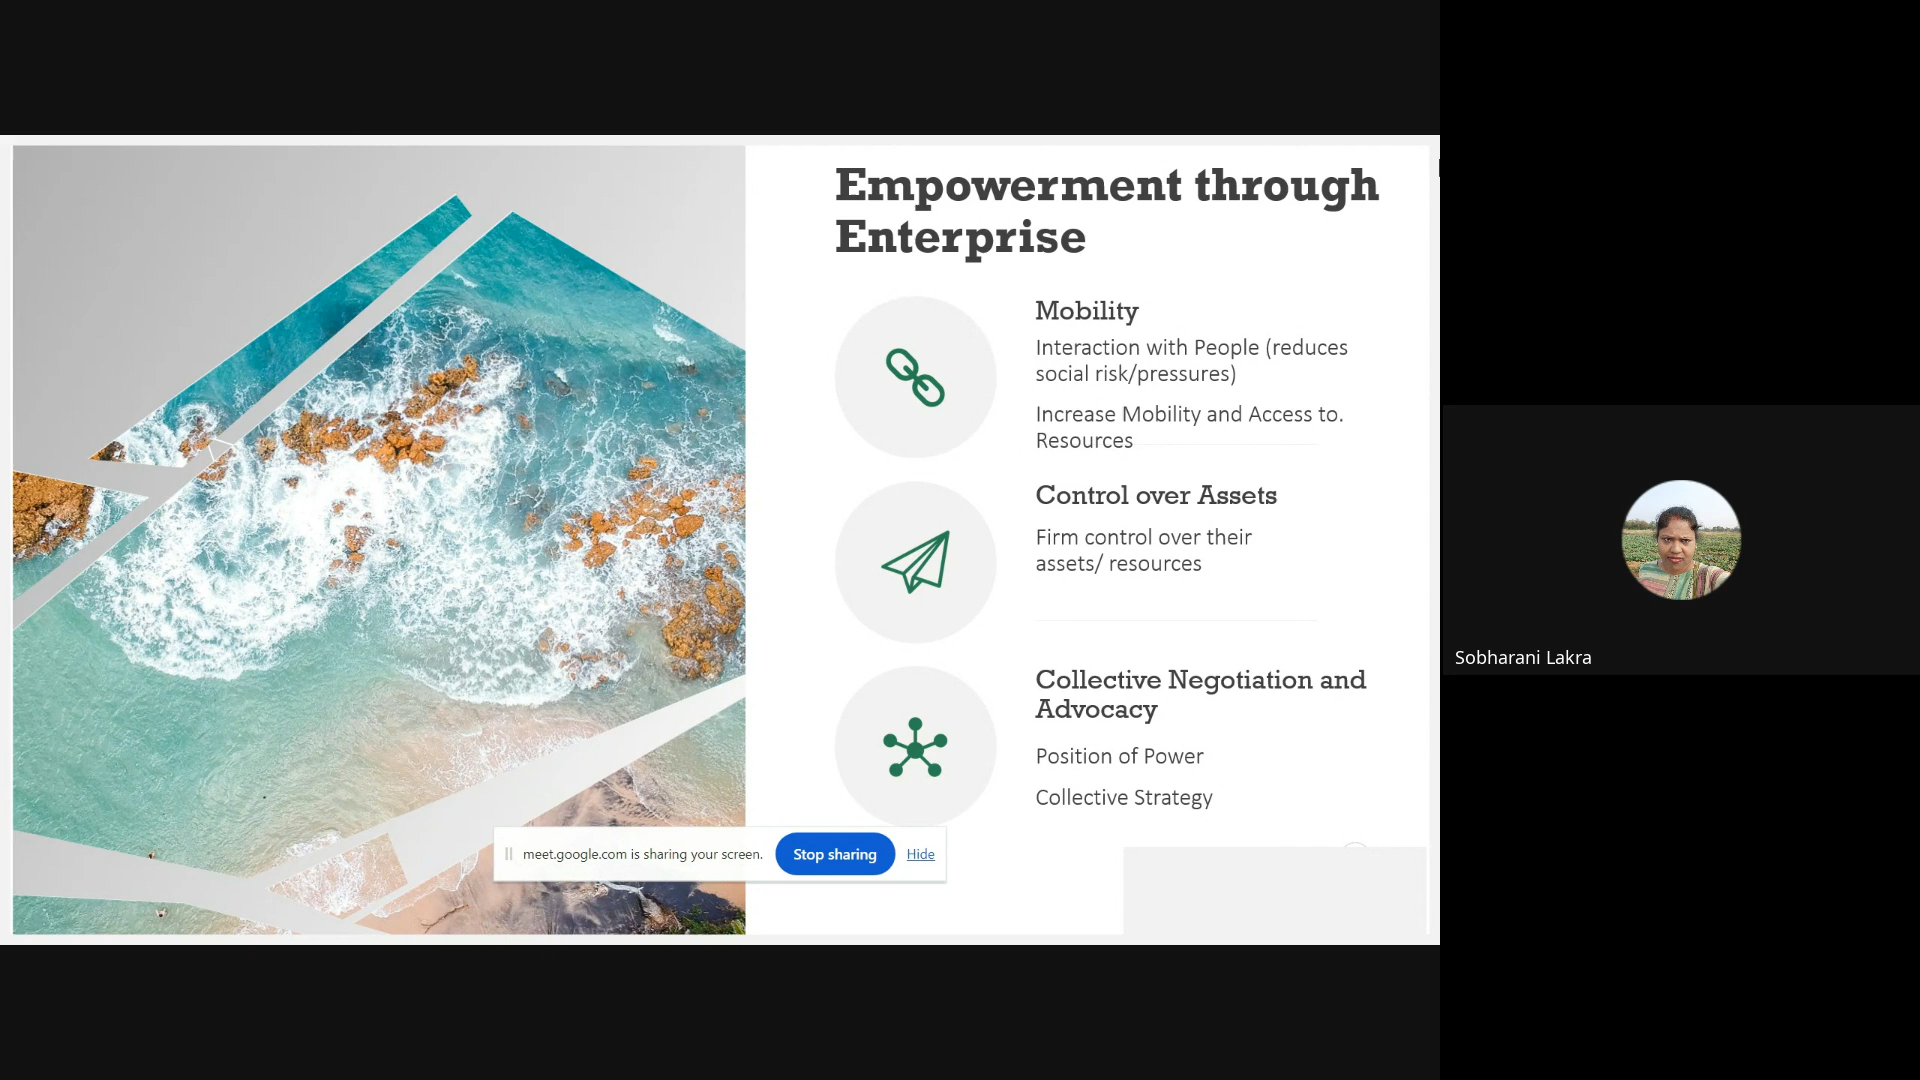 Empowerment through
Enterprise
Mobility
Interaction with People (reduces
social risk/pressures)
Increase Mobility and Access to.
Resources
Control over Assets
Firm control over their
assets/ resources
Collective Negotiation and
Advocacy
Position of Power
Collective Strategy
meet.google.com is sharing your screen.
Stop sharing
Hide
Sobharani Lakra